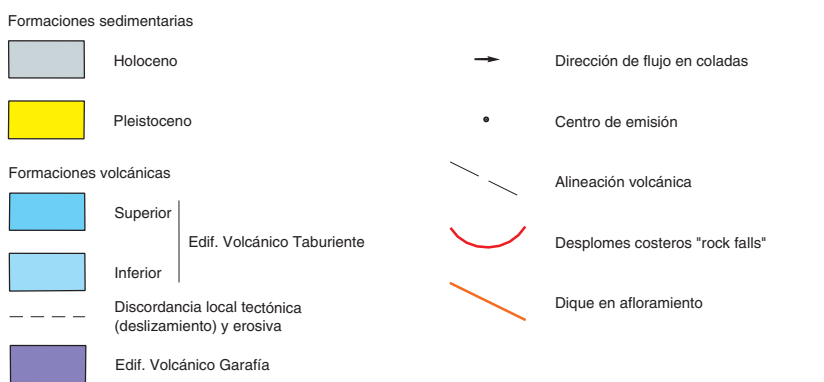 Formaciones sedimentarias
Holoceno
Pleistoceno
Formaciones volcánicas
Superior
Edif. Volcánico Taburiente
Inferior
Discordancia local tectónica
(deslizamiento) y erosiva
Edif. Volcánico Garafía
Dirección de flujo en coladas
Centro de emisión
Alineación volcánica
Desplomes costeros "rock falls"
Dique en afloramiento